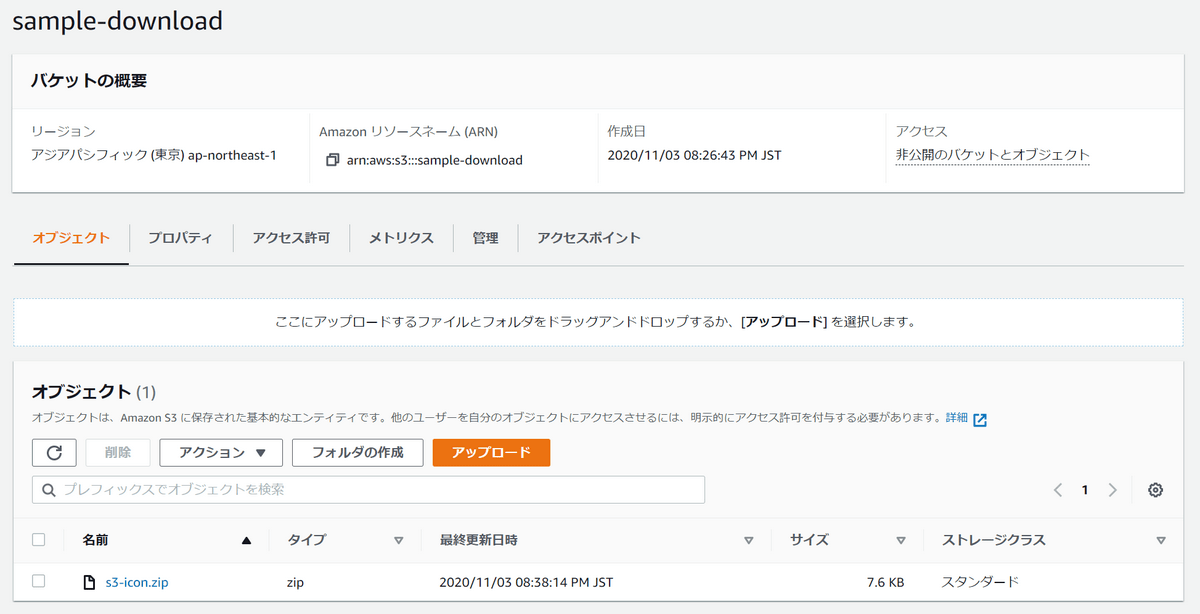 sample-download
バケットの概要
リージョン
アジアパシフィック (東京) ap-northeast-1
Amazon リソースネーム (ARN)
arn:aws:s3:::sample-download
作成日
2020/11/03 08:26:43 PM JST
アクセス
非公開のバケットとオブジェクト
オブジェクト プロパティ アクセス許可 メトリクス 管理 アクセスポイント
ここにアップロードするファイルとフォルダをドラッグアンドドロップするか、[アップロード] を選択します。
オブジェクト (1)
オブジェクトは、Amazon S3 に保存された基本的なエンティティです。他のユーザーを自分のオブジェクトにアクセスさせるには、明示的にアクセス許可を付与する必要があります。詳細
削除 アクション フォルダの作成 アップロード
プレフィックスでオブジェクトを検索 1
名前 タイプ 最終更新日時 サイズ ストレージクラス
s3-icon.zip zip 2020/11/03 08:38:14 PM JST 7.6 KB スタンダード